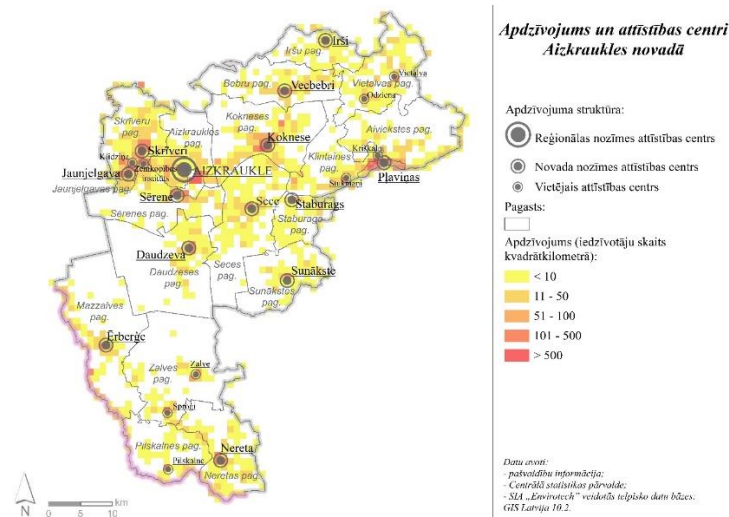 Apdzīvojums un attīstības centri
Aizkraukles novadā
Apdzīvojuma struktūra:
Reģionālas nozīmes attīstības centrs
Novada nozīmes attīstības centrs
Vietējais attīstības centrs
Pagasts:
Apdzīvojums (iedzīvotāju skaits
kvadrātkilometrā):
< 10
11 - 50
51 - 100
101 - 500
> 500
Datu avoti:
- pašvaldību informācija;
- Centrālā statistikas pārvalde;
- SIA „Envirotech" veidotās telpisko datu bāzes.
GIS Latvija 10.2.
Irši
Iršu pag.
Vietalva
Vietalvas pag.
Odziena
Bebru pag.
Vecbebri
Skrīveru
pag.
Aizkraukles
pag.
Kokneses
pag.
Koknese
Aiviekstes pag.
Klintaines
pag.
Krīškalni
Skrīveri
Zemkopības
institūts
Jaunjelgava
Jaunjelgavas pag.
AIZKRAUKLE
Pļaviņas
Sērene
Sērenes pag.
Sece
Staburags
Staburaga
pag.
Daudzeva
Daudzeses
pag.
Seces
pag.
Sunākste
Sunākstes
pag.
Mazzalves
pag.
Ērberģe
Zalve
Zalves
pag.
Sproģi
Pilskalnes pag.
Pilskalne
Nereta
Neretas pag.
N
0 5 10
km